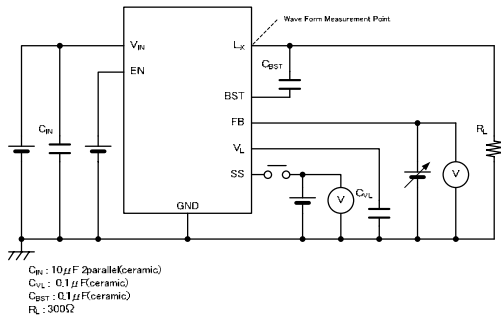 Wave Form Measurement Point
VIN
LX
EN
CBST
BST
FB
CIN
VL
RL
SS
V
V
CVL
GND
CIN : 10μF 2parallel(ceramic)
CVL : 0.1μF(ceramic)
CBST : 0.1μF(ceramic)
RL : 300Ω